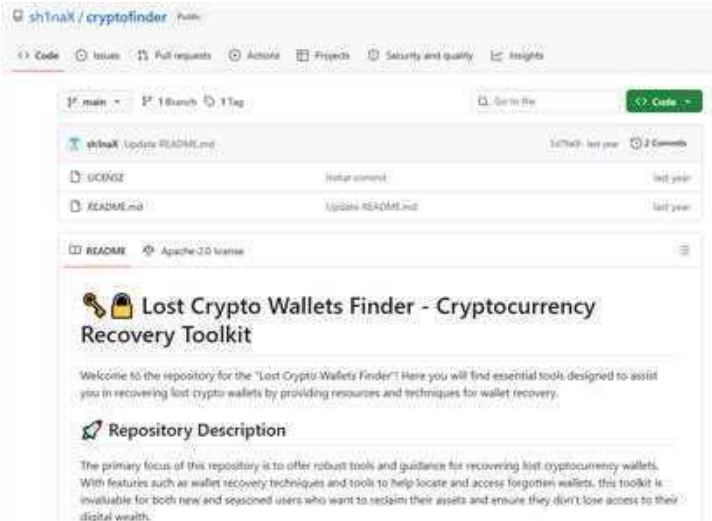 sh1naX / cryptofinder Public
Code Issues Pull requests Actions Projects Security and quality Insights
main 1 Branch 1 Tag Go to file Code
sh1naX Update README.md last year 2 Commits
LICENSE Initial commit last year
README.md Update README.md last year
README Apache-2.0 license
Lost Crypto Wallets Finder - Cryptocurrency
Recovery Toolkit
Welcome to the repository for the "Lost Crypto Wallets Finder"! Here you will find essential tools designed to assist
you in recovering lost crypto wallets by providing resources and techniques for wallet recovery.
Repository Description
The primary focus of this repository is to offer robust tools and guidance for recovering lost cryptocurrency wallets.
With features such as wallet recovery techniques and tools to help locate and access forgotten wallets, this toolkit is
invaluable for both new and seasoned users who want to reclaim their assets and ensure they don't lose access to their
digital wealth.